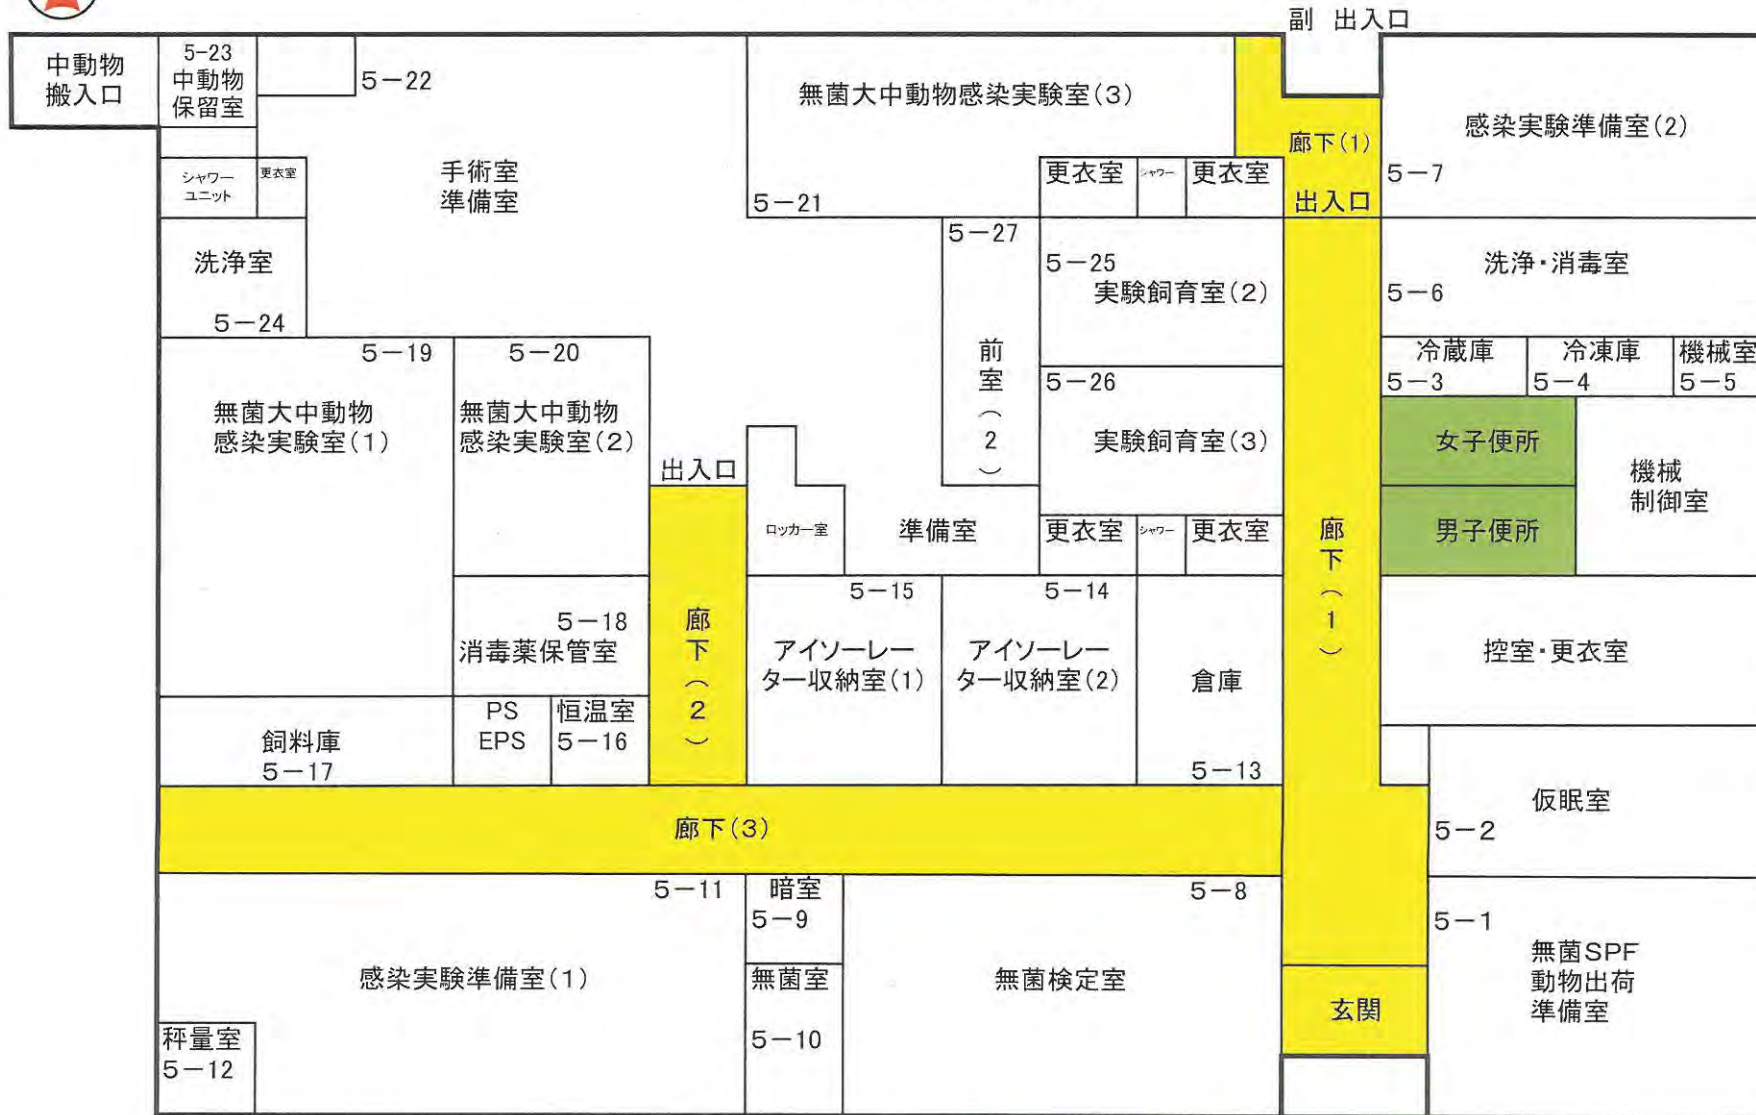 副 出入口
中動物
搬入口
5-23
中動物
保留室
5-22
無菌大中動物感染実験室(3)
5-21
廊下(1)
出入口
感染実験準備室(2)
5-7
シャワー
ユニット
更衣室
手術室
準備室
更衣室
シャワー
更衣室
洗浄室
5-24
5-27
前室(2)
5-25
実験飼育室(2)
洗浄・消毒室
5-6
5-19
無菌大中動物
感染実験室(1)
5-20
無菌大中動物
感染実験室(2)
出入口
5-26
実験飼育室(3)
冷蔵庫
5-3
冷凍庫
5-4
機械室
5-5
女子便所
男子便所
機械
制御室
ロッカー室
準備室
更衣室
シャワー
更衣室
廊下(1)
5-18
消毒薬保管室
廊下(2)
5-15
アイソーレー
ター収納室(1)
5-14
アイソーレー
ター収納室(2)
倉庫
5-13
控室・更衣室
飼料庫
5-17
PS
EPS
恒温室
5-16
仮眠室
5-2
廊下(3)
5-11
感染実験準備室(1)
暗室
5-9
無菌室
5-10
5-8
無菌検定室
玄関
5-1
無菌SPF
動物出荷
準備室
秤量室
5-12